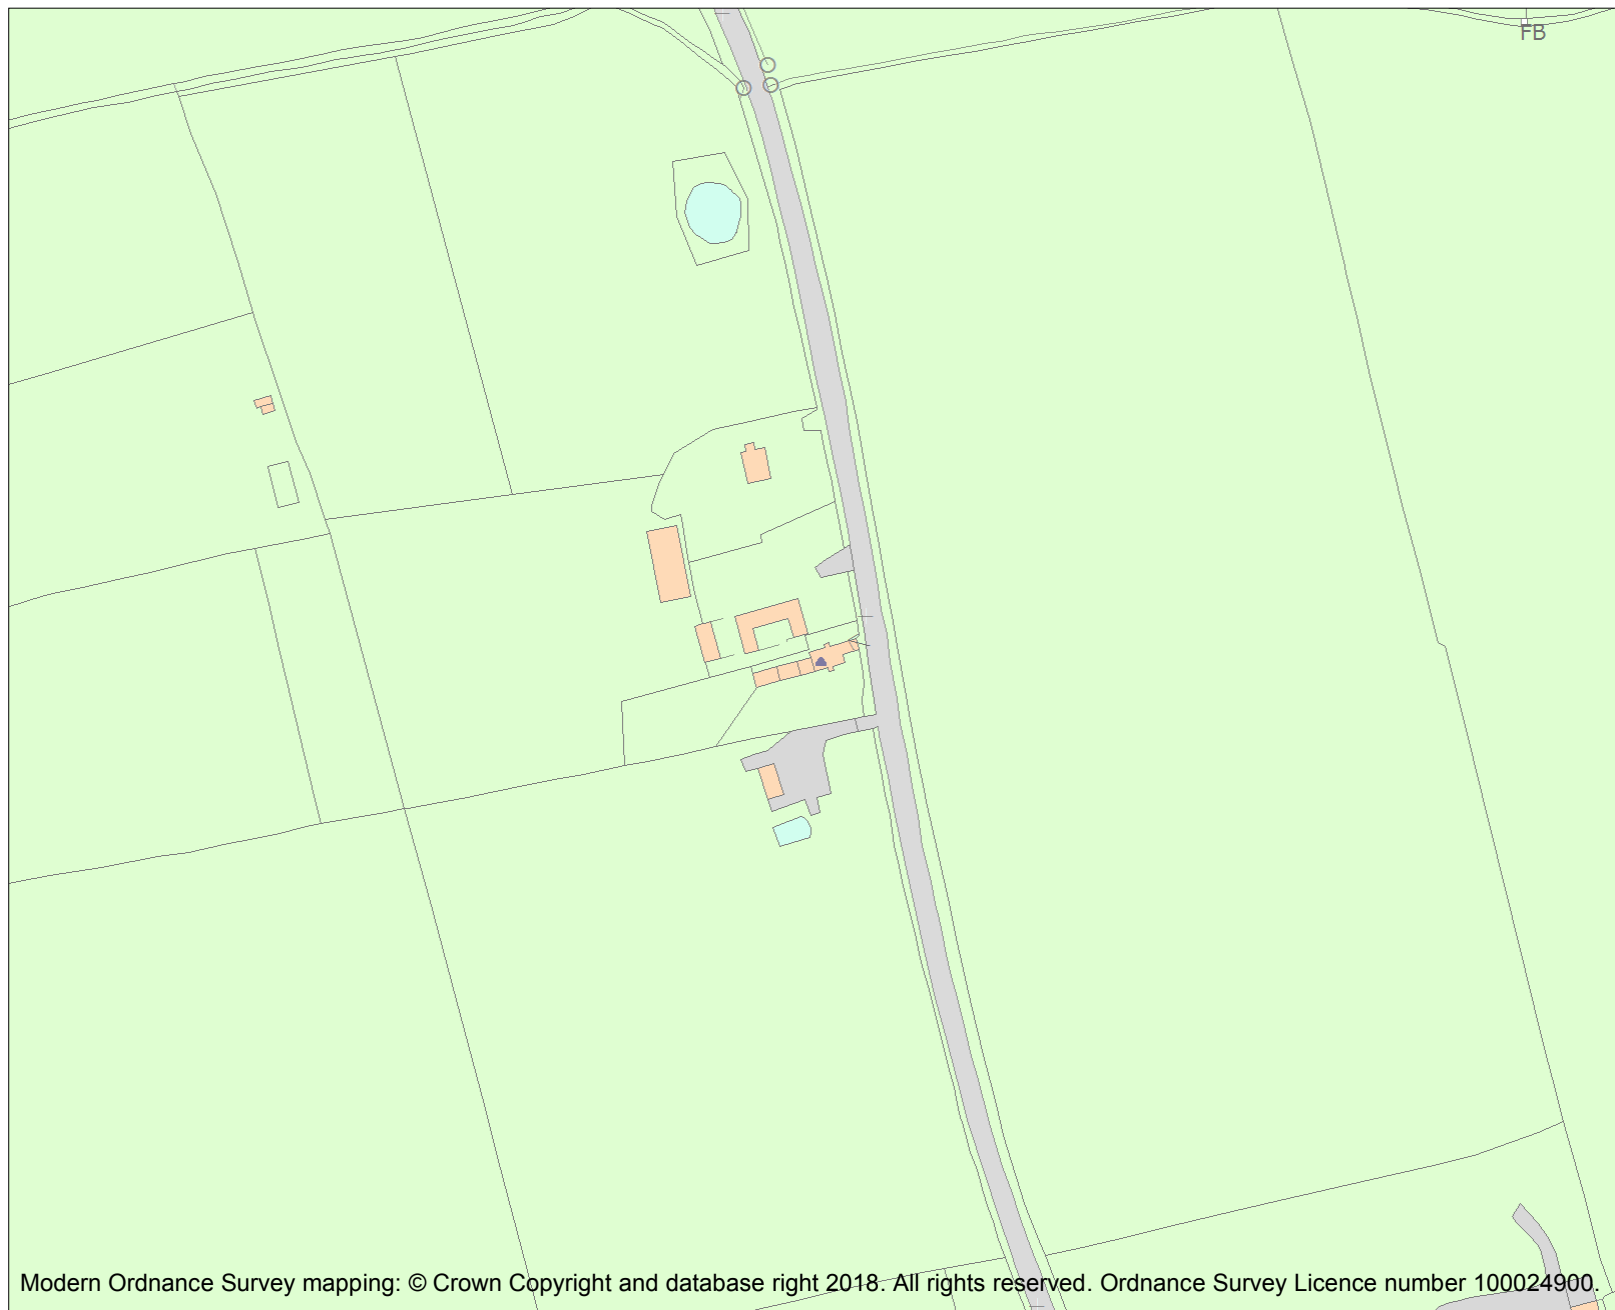 FB
Modern Ordnance Survey mapping: © Crown Copyright and database right 2018. All rights reserved. Ordnance Survey Licence number 100024900.